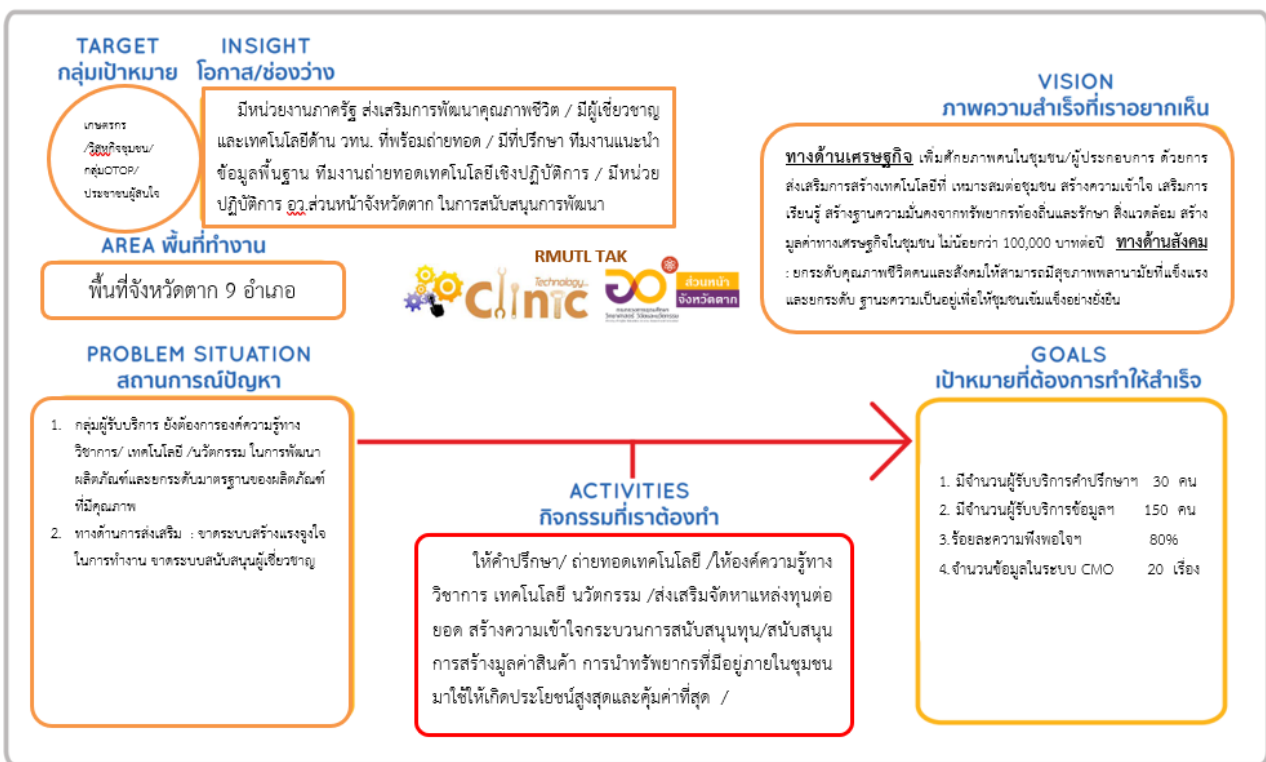 TARGET
กลุ่มเป้าหมาย
เกษตรกร
/วิสหกิจชุมชน/
กลุ่มOTOP/
ประชาชนผู้สนใจ
INSIGHT
โอกาส/ช่องว่าง
มีหน่วยงานภาครัฐ ส่งเสริมการพัฒนาคุณภาพชีวิต / มีผู้เชี่ยวชาญ
และเทคโนโลยีด้าน วทน. ที่พร้อมถ่ายทอด / มีที่ปรึกษา ทีมงานแนะนำ
ข้อมูลพื้นฐาน ทีมงานถ่ายทอดเทคโนโลยีเชิงปฏิบัติการ / มีหน่วย
ปฏิบัติการ อว.ส่วนหน้าจังหวัดตาก ในการสนับสนุนการพัฒนา
VISION
ภาพความสำเร็จที่เราอยากเห็น
ทางด้านเศรษฐกิจ เพิ่มศักยภาพคนในชุมชน/ผู้ประกอบการ ด้วยการ
ส่งเสริมการสร้างเทคโนโลยีที่ เหมาะสมต่อชุมชน สร้างความเข้าใจ เสริมการ
เรียนรู้ สร้างฐานความมั่นคงจากทรัพยากรท้องถิ่นและรักษา สิ่งแวดล้อม สร้าง
มูลค่าทางเศรษฐกิจในชุมชน ไม่น้อยกว่า 100,000 บาทต่อปี ทางด้านสังคม
: ยกระดับคุณภาพชีวิตคนและสังคมให้สามารถมีสุขภาพพลานามัยที่แข็งแรง
และยกระดับ ฐานะความเป็นอยู่เพื่อให้ชุมชนเข้มแข็งอย่างยั่งยืน
AREA พื้นที่ทำงาน
พื้นที่จังหวัดตาก 9 อำเภอ
RMUTL TAK
Technology...
Clinic
อว
ส่วนหน้า
จังหวัดตาก
กระทรวงการอุดมศึกษา
วิทยาศาสตร์ วิจัยและนวัตกรรม
PROBLEM SITUATION
สถานการณ์ปัญหา
1. กลุ่มผู้รับบริการ ยังต้องการองค์ความรู้ทาง
วิชาการ/ เทคโนโลยี /นวัตกรรม ในการพัฒนา
ผลิตภัณฑ์และยกระดับมาตรฐานของผลิตภัณฑ์
ที่มีคุณภาพ
2. ทางด้านการส่งเสริม : ขาดระบบสร้างแรงจูงใจ
ในการทำงาน ขาดระบบสนับสนุนผู้เชี่ยวชาญ
ACTIVITIES
กิจกรรมที่เราต้องทำ
ให้คำปรึกษา/ ถ่ายทอดเทคโนโลยี /ให้องค์ความรู้ทาง
วิชาการ เทคโนโลยี นวัตกรรม /ส่งเสริมจัดหาแหล่งทุนต่อ
ยอด สร้างความเข้าใจกระบวนการสนับสนุนทุน/สนับสนุน
การสร้างมูลค่าสินค้า การนำทรัพยากรที่มีอยู่ภายในชุมชน
มาใช้ให้เกิดประโยชน์สูงสุดและคุ้มค่าที่สุด /
GOALS
เป้าหมายที่ต้องการทำให้สำเร็จ
1. มีจำนวนผู้รับบริการคำปรึกษาฯ 30 คน
2. มีจำนวนผู้รับบริการข้อมูลฯ 150 คน
3.ร้อยละความพึงพอใจฯ 80%
4.จำนวนข้อมูลในระบบ CMO 20 เรื่อง